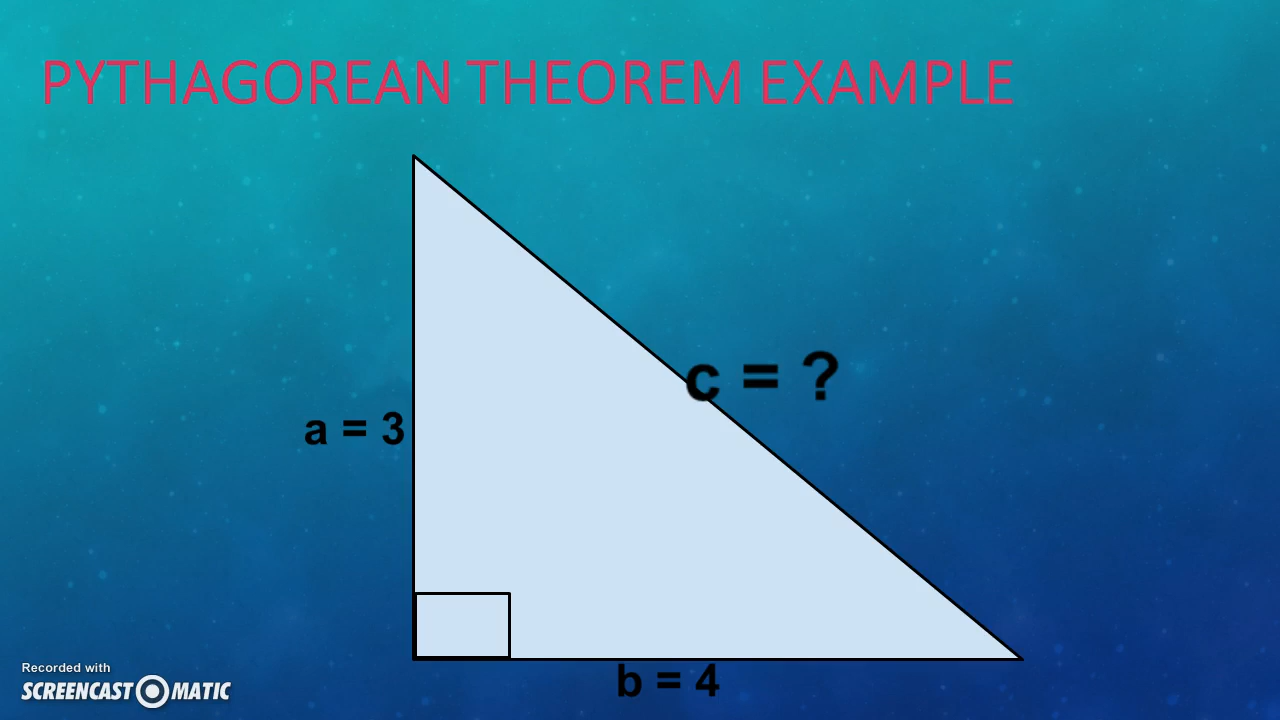 PYTHAGOREAN THEOREM EXAMPLE
c = ?
a = 3
b = 4
Recorded with
SCREENCAST MATIC